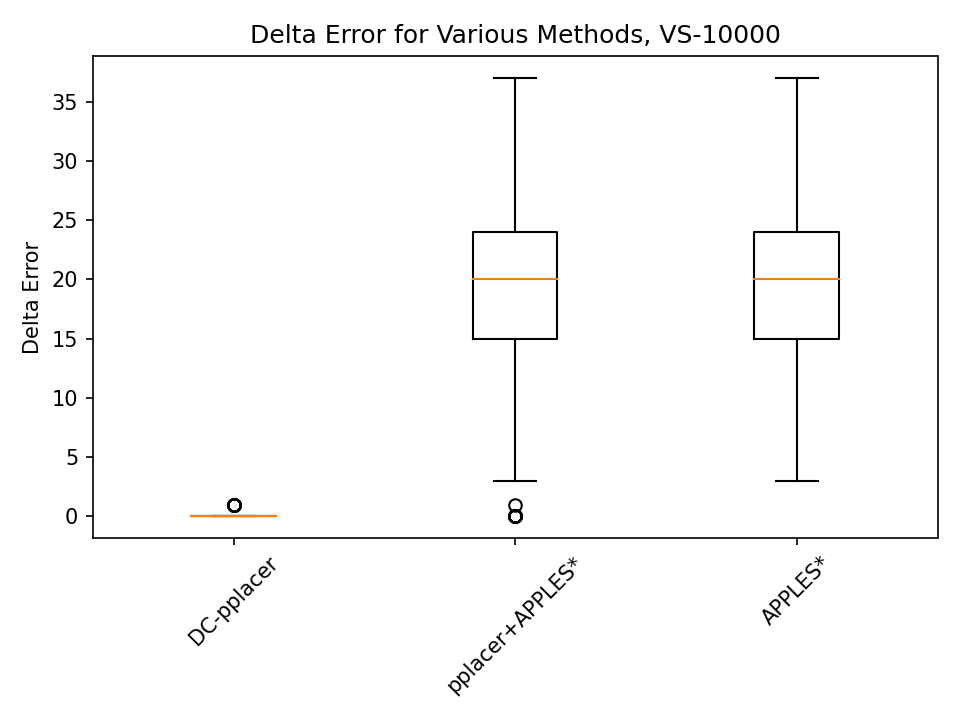 Delta Error for Various Methods, VS-10000
Delta Error
35
30
25
20
15
10
5
0
DC-pplacer
pplacer+APPLES*
APPLES*